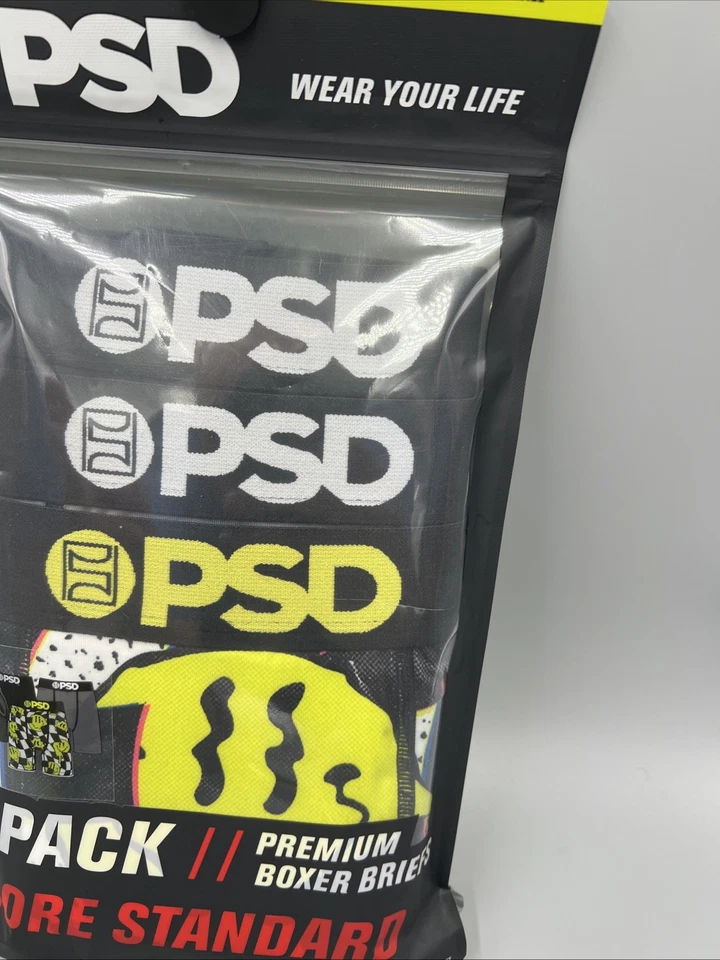 PSD
WEAR YOUR LIFE
PSD
PSD
PSD
PSD
PSD
PACK // PREMIUM
BOXER BRIEFS
ORE STANDARD